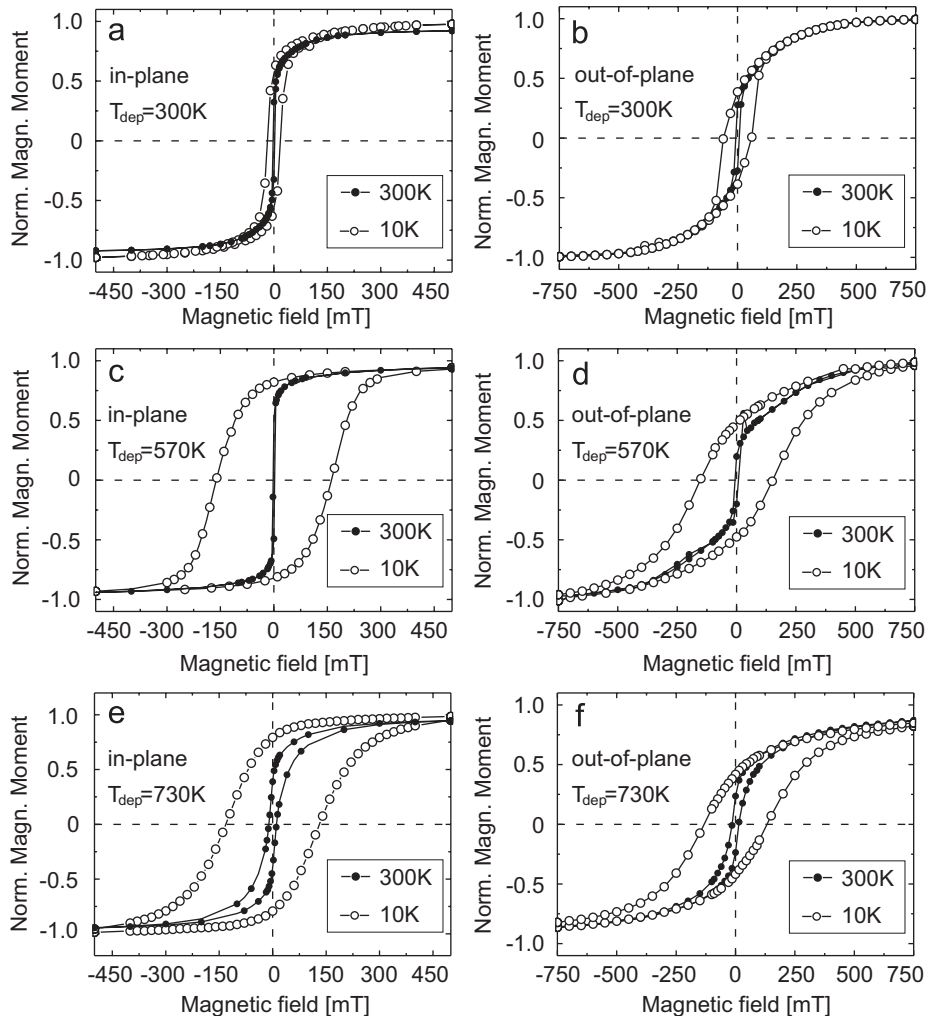 a
in-plane
T_dep=300K
300K
10K
1.0
0.5
0
-0.5
-1.0
Norm. Magn. Moment
-450 -300 -150 0 150 300 450
Magnetic field [mT]
b
out-of-plane
T_dep=300K
300K
10K
1.0
0.5
0
-0.5
-1.0
Norm. Magn. Moment
-750 -500 -250 0 250 500 750
Magnetic field [mT]
c
in-plane
T_dep=570K
300K
10K
1.0
0.5
0
-0.5
-1.0
Norm. Magn. Moment
-450 -300 -150 0 150 300 450
Magnetic field [mT]
d
out-of-plane
T_dep=570K
300K
10K
1.0
0.5
0
-0.5
-1.0
Norm. Magn. Moment
-750 -500 -250 0 250 500 750
Magnetic field [mT]
e
in-plane
T_dep=730K
300K
10K
1.0
0.5
0
-0.5
-1.0
Norm. Magn. Moment
-450 -300 -150 0 150 300 450
Magnetic field [mT]
f
out-of-plane
T_dep=730K
300K
10K
1.0
0.5
0
-0.5
-1.0
Norm. Magn. Moment
-750 -500 -250 0 250 500 750
Magnetic field [mT]